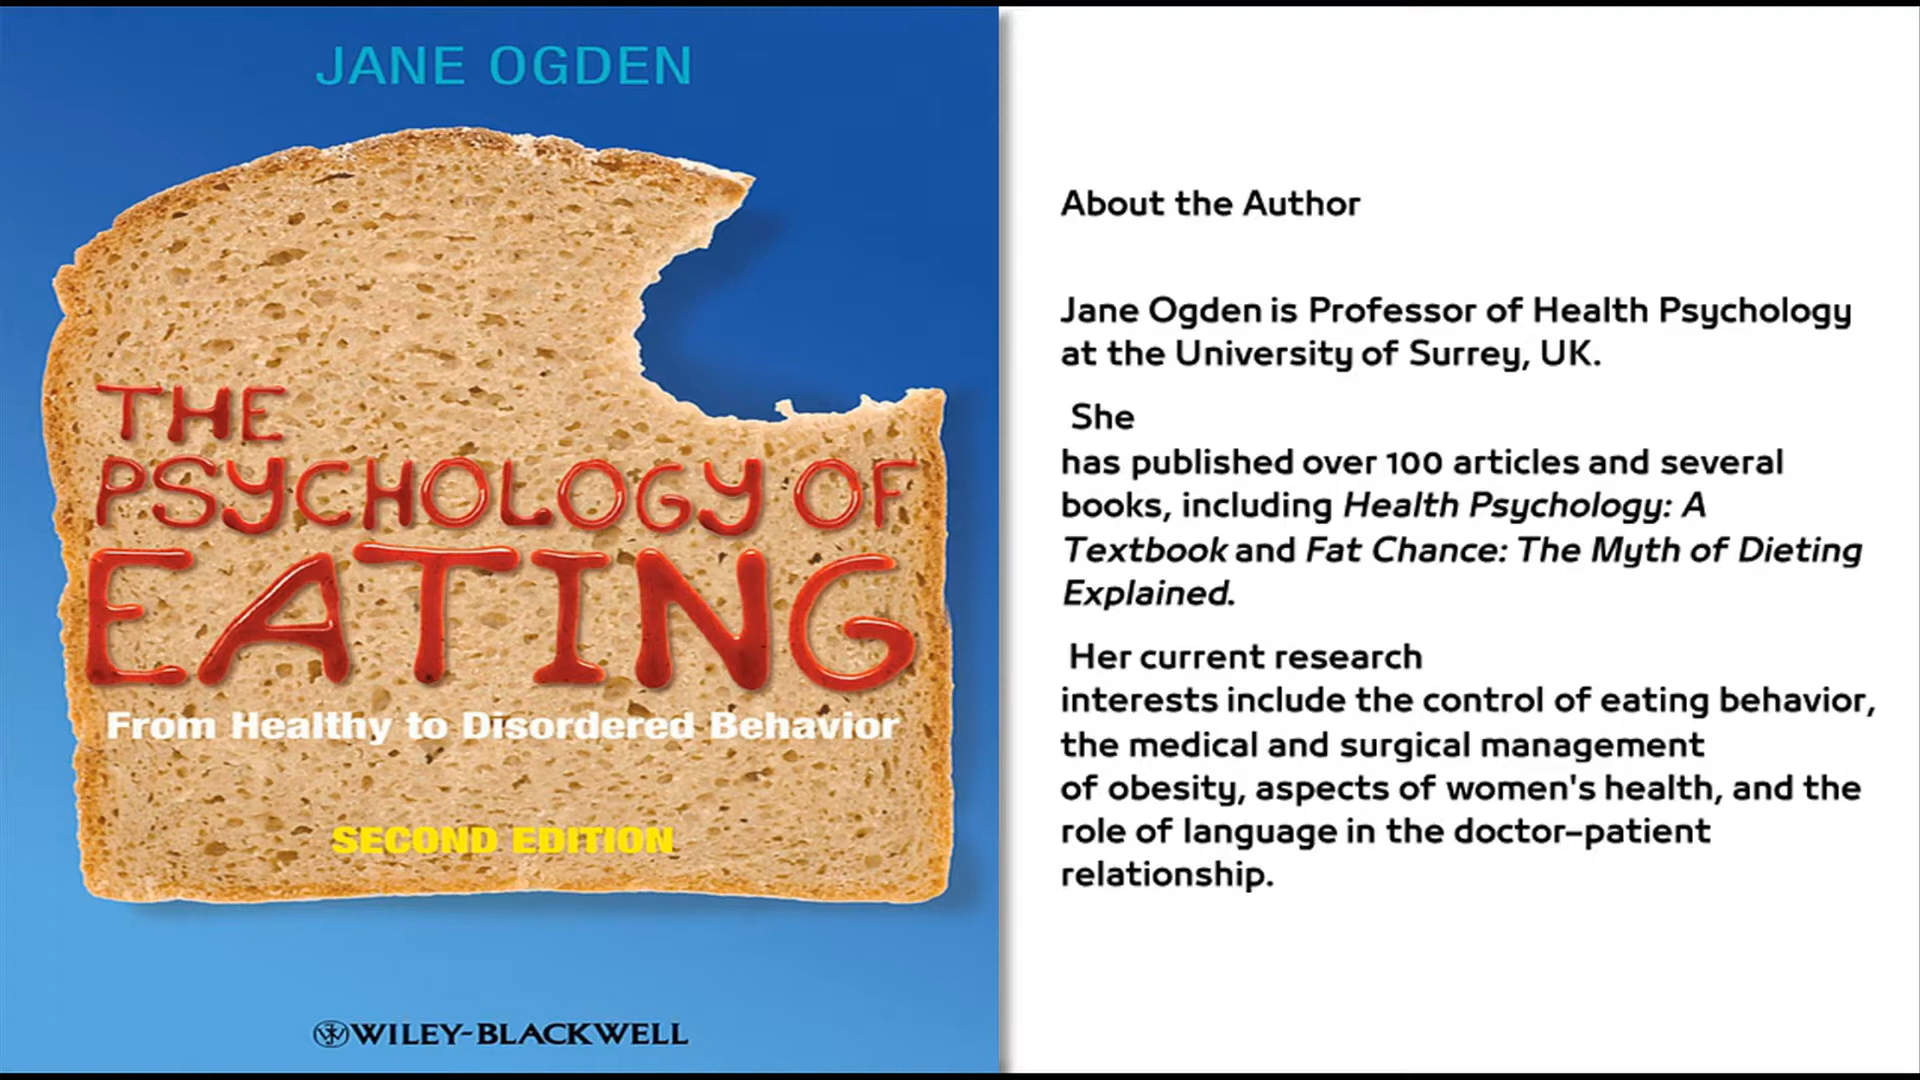 JANE OGDEN
THE
PSYCHOLOGY OF
EATING
From Healthy to Disordered Behavior
SECOND EDITION
WILEY-BLACKWELL
About the Author
Jane Ogden is Professor of Health Psychology
at the University of Surrey, UK.
She
has published over 100 articles and several
books, including Health Psychology: A
Textbook and Fat Chance: The Myth of Dieting
Explained.
Her current research
interests include the control of eating behavior,
the medical and surgical management
of obesity, aspects of women's health, and the
role of language in the doctor–patient
relationship.